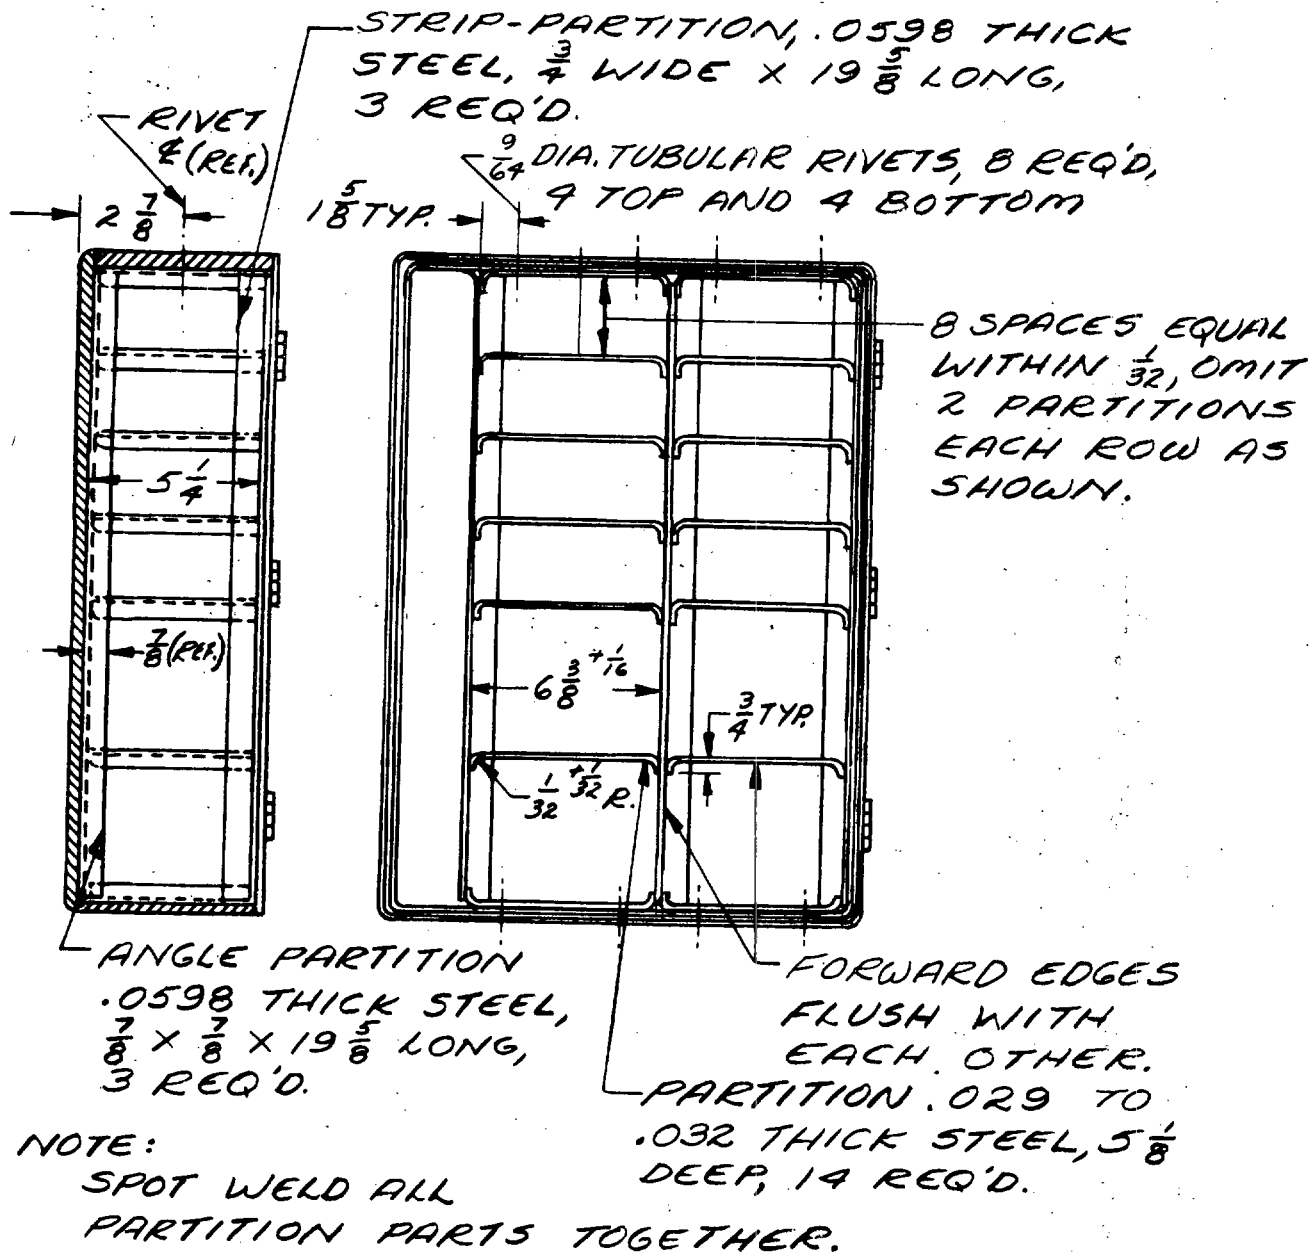 STRIP-PARTITION, .0598 THICK
STEEL, 3/4 WIDE X 19 5/8 LONG,
3 REQ'D.
RIVET
℄ (REF.)
9/64 DIA. TUBULAR RIVETS, 8 REQ'D,
4 TOP AND 4 BOTTOM
2 7/8
1 5/8 TYP.
8 SPACES EQUAL
WITHIN 1/32, OMIT
2 PARTITIONS
EACH ROW AS
SHOWN.
5 1/4
7/8 (REF.)
6 3/8 +1/16
3/4 TYP.
1/32 +1/32 R.
ANGLE PARTITION
.0598 THICK STEEL,
7/8 X 7/8 X 19 5/8 LONG,
3 REQ'D.
FORWARD EDGES
FLUSH WITH
EACH OTHER.
PARTITION .029 TO
.032 THICK STEEL, 5 1/8
DEEP, 14 REQ'D.
NOTE:
SPOT WELD ALL
PARTITION PARTS TOGETHER.